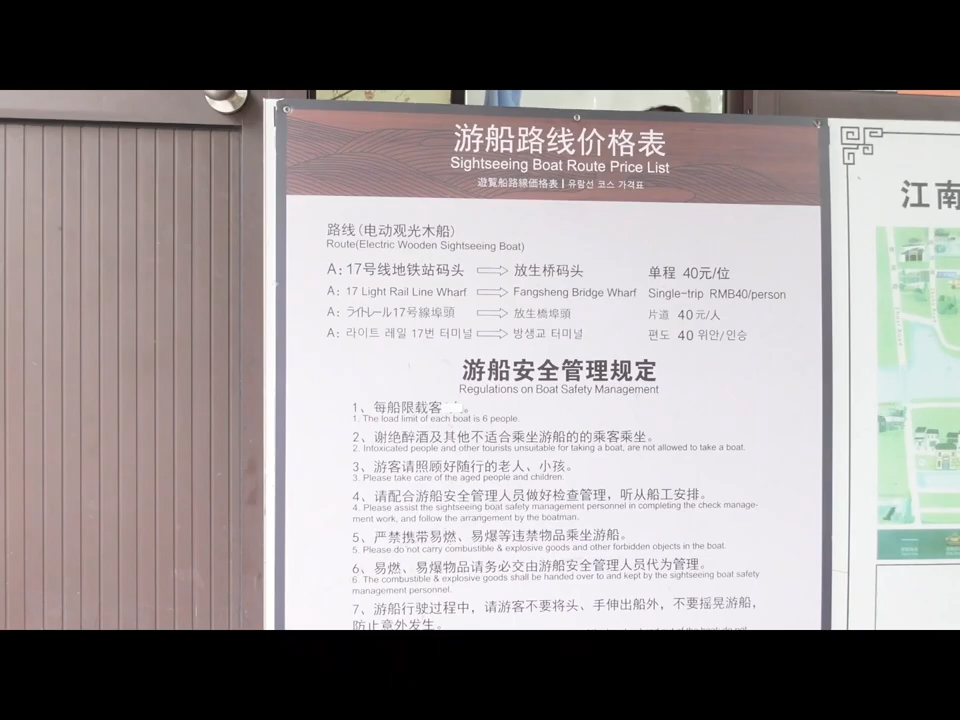 游船路线价格表
Sightseeing Boat Route Price List
遊覧船路線価格表 | 유람선 코스 가격표
路线(电动观光木船)
Route(Electric Wooden Sightseeing Boat)
A: 17号线地铁站码头 ⇨ 放生桥码头 单程 40元/位
A: 17 Light Rail Line Wharf ⇨ Fangsheng Bridge Wharf Single-trip RMB40/person
A: ライトレール17号線埠頭 ⇨ 放生橋埠頭 片道 40元/人
A: 라이트 레일 17번 터미널 ⇨ 방생교 터미널 편도 40 위안/인승
游船安全管理规定
Regulations on Boat Safety Management
1、每船限载客
1. The load limit of each boat is 6 people.
2、谢绝醉酒及其他不适合乘坐游船的的乘客乘坐。
2. Intoxicated people and other tourists unsuitable for taking a boat, are not allowed to take a boat.
3、游客请照顾好随行的老人、小孩。
3. Please take care of the aged people and children.
4、请配合游船安全管理人员做好检查管理，听从船工安排。
4. Please assist the sightseeing boat safety management personnel in completing the check manage-
ment work, and follow the arrangement by the boatman.
5、严禁携带易燃、易爆等违禁物品乘坐游船。
5. Please do not carry combustible & explosive goods and other forbidden objects in the boat.
6、易燃、易爆物品请务必交由游船安全管理人员代为管理。
6. The combustible & explosive goods shall be handed over to and kept by the sightseeing boat safety
management personnel.
7、游船行驶过程中，请游客不要将头、手伸出船外，不要摇晃游船，
防止意外发生。
江南